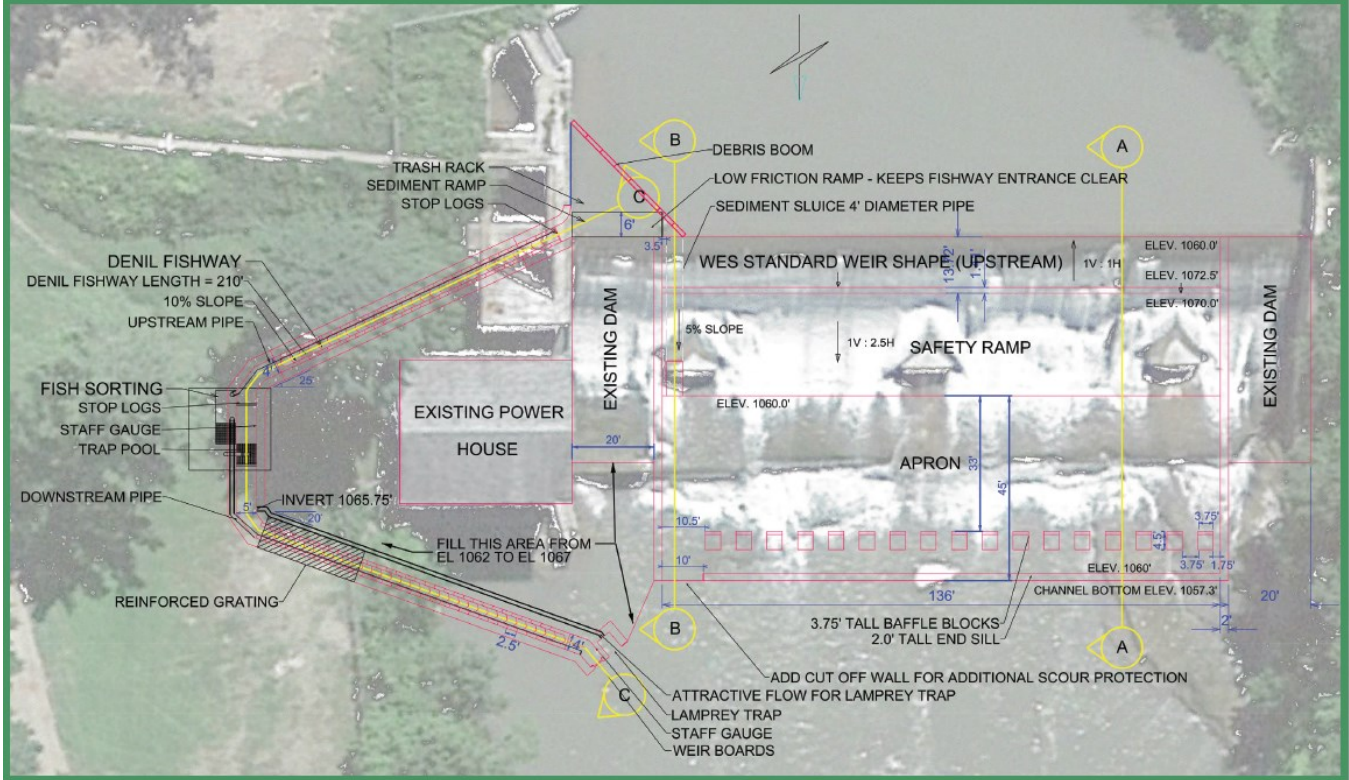 B
A
DEBRIS BOOM
TRASH RACK
LOW FRICTION RAMP - KEEPS FISHWAY ENTRANCE CLEAR
SEDIMENT RAMP
C
STOP LOGS
SEDIMENT SLUICE 4' DIAMETER PIPE
6'
3.5'
ELEV. 1060.0'
DENIL FISHWAY
WES STANDARD WEIR SHAPE (UPSTREAM)
1V : 1H
DENIL FISHWAY LENGTH = 210'
ELEV. 1072.5'
10% SLOPE
ELEV. 1070.0'
UPSTREAM PIPE
5% SLOPE
1V : 2.5H
SAFETY RAMP
EXISTING DAM
EXISTING DAM
4'
25'
FISH SORTING
STOP LOGS
ELEV. 1060.0'
EXISTING POWER
HOUSE
STAFF GAUGE
TRAP POOL
20'
APRON
33'
45'
DOWNSTREAM PIPE
INVERT 1065.75'
5'
20'
10.5'
3.75'
FILL THIS AREA FROM
EL 1062 TO EL 1067
4.5'
3.75'
1.75'
10'
ELEV. 1060'
CHANNEL BOTTOM ELEV. 1057.3'
REINFORCED GRATING
136'
20'
2'
3.75' TALL BAFFLE BLOCKS
2.0' TALL END SILL
B
A
2.5'
4'
ADD CUT OFF WALL FOR ADDITIONAL SCOUR PROTECTION
ATTRACTIVE FLOW FOR LAMPREY TRAP
C
LAMPREY TRAP
STAFF GAUGE
WEIR BOARDS